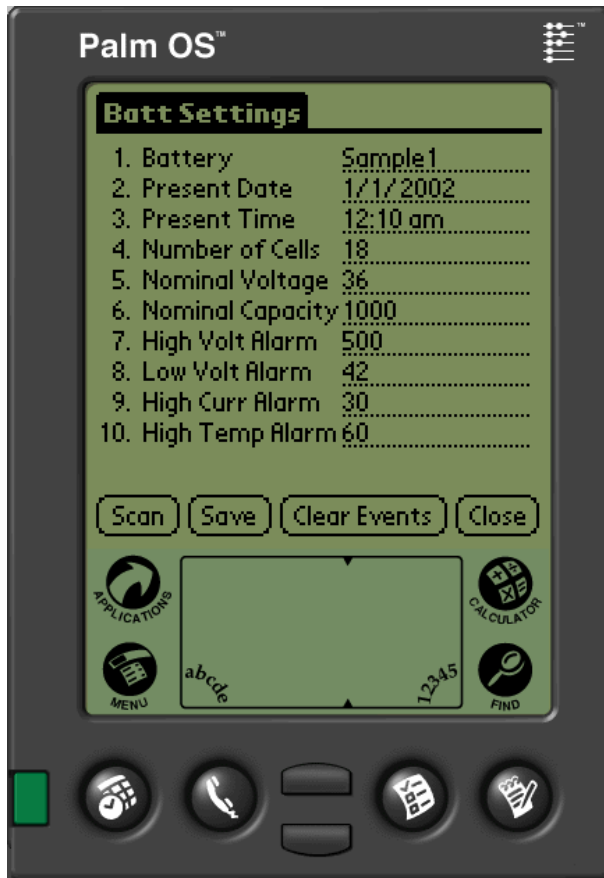 Palm OS™
™
Batt Settings
1. Battery Sample1
2. Present Date 1/1/2002
3. Present Time 12:10 am
4. Number of Cells 18
5. Nominal Voltage 36
6. Nominal Capacity 1000
7. High Volt Alarm 500
8. Low Volt Alarm 42
9. High Curr Alarm 30
10. High Temp Alarm 60
Scan Save Clear Events Close
APPLICATIONS
CALCULATOR
MENU
abcde
12345
FIND